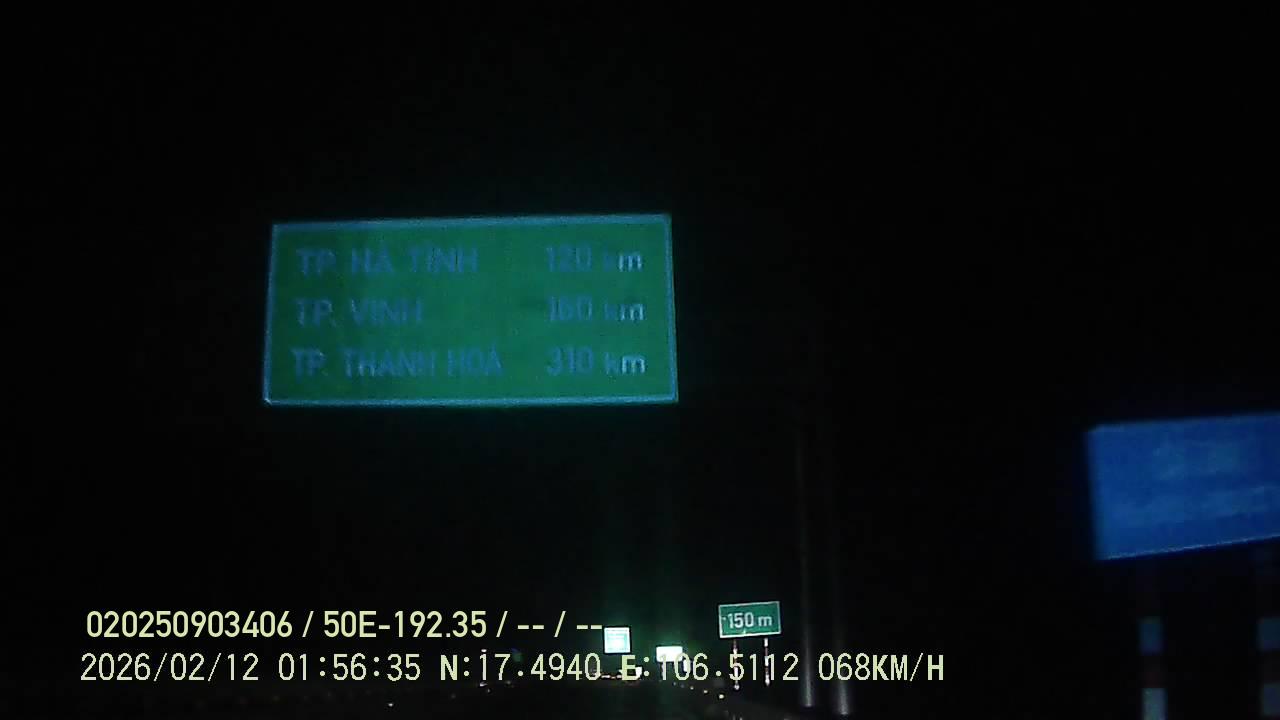 TP. HÀ TĨNH 120 km
TP. VINH 160 km
TP. THANH HOÁ 310 km
150 m
020250903406 / 50E-192.35 / -- / --
2026/02/12 01:56:35 N:17.4940 E:106.5112 068KM/H